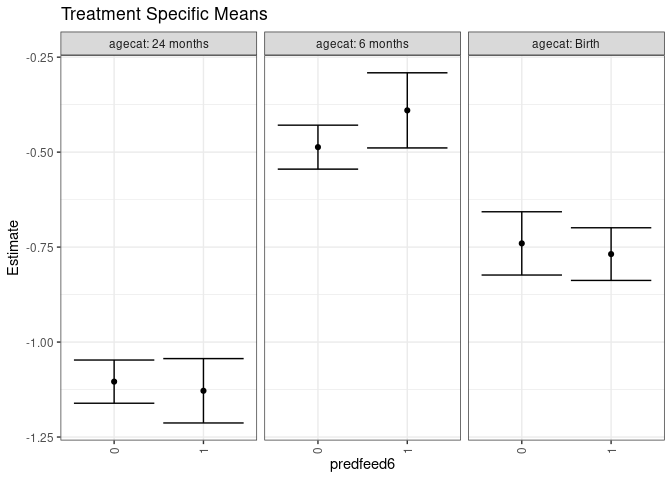 Treatment Specific Means
agecat: 24 months
agecat: 6 months
agecat: Birth
Estimate
-0.25
-0.50
-0.75
-1.00
-1.25
0
1
0
1
0
1
predfeed6